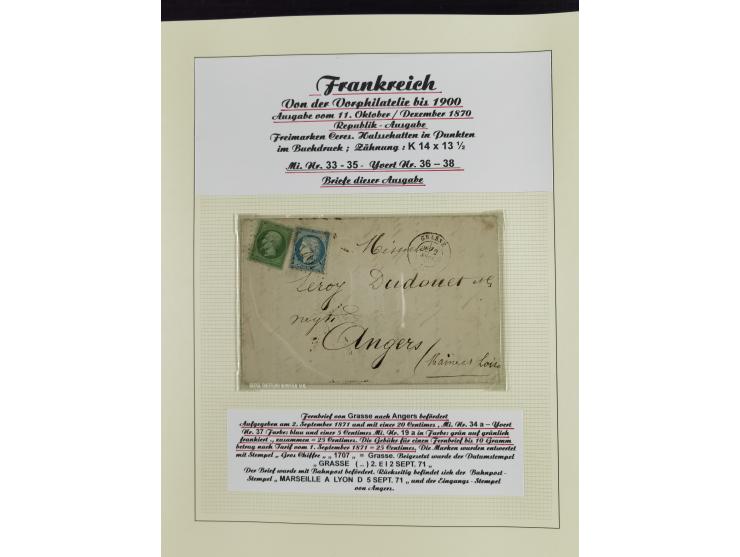 Frankreich
Von der Vorphilatelie bis 1900
Ausgabe vom 11. Oktober / Dezember 1870
Republik - Ausgabe
Freimarken Ceres. Halsschatten in Punkten
im Buchdruck ; Zähnung : K 14 x 13 ½
Mi. Nr. 33 - 35 - Yvert Nr. 36 – 38
Briefe dieser Ausgabe
GRASSE
Leroy Dudouet
Angers
(Maine et Loire
Fernbrief von Grasse nach Angers befördert
Aufgegeben am 2. September 1871 und mit einer 20 Centimes „ Mi. Nr. 34 a – Yvert
Nr. 37 Farbe: blau und einer 5 Centimes Mi. Nr. 19 a in Farbe: grün auf grünlich
frankiert „ zusammen = 25 Centimes. Die Gebühr für einen Fernbrief bis 10 Gramm
betrug nach Tarif vom 1. September 1871 = 25 Centimes. Die Marken wurden entwertet
mit Stempel „ Gros Chiffre „ „ 1707 „ = Grasse. Beigesetzt wurde der Datumstempel
„ GRASSE ( .. ) 2. E I 2 SEPT. 71 „
Der Brief wurde mit Bahnpost befördert. Rückseitig befindet sich der Bahnpost-
Stempel „ MARSEILLE A LYON D 5 SEPT. 71 „ und der Eingangs - Stempel
von Angers.